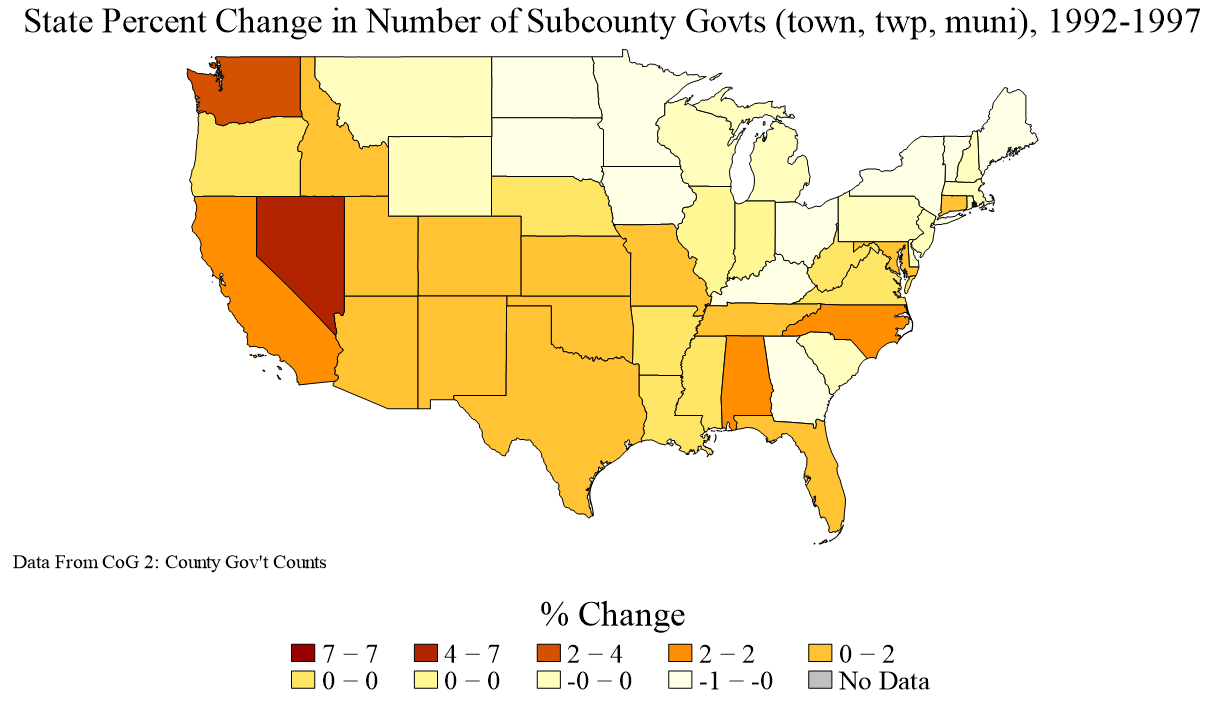 State Percent Change in Number of Subcounty Govts (town, twp, muni), 1992-1997
Data From CoG 2: County Gov't Counts
% Change
7 − 7 4 − 7 2 − 4 2 − 2 0 − 2
0 − 0 0 − 0 -0 − 0 -1 − -0 No Data